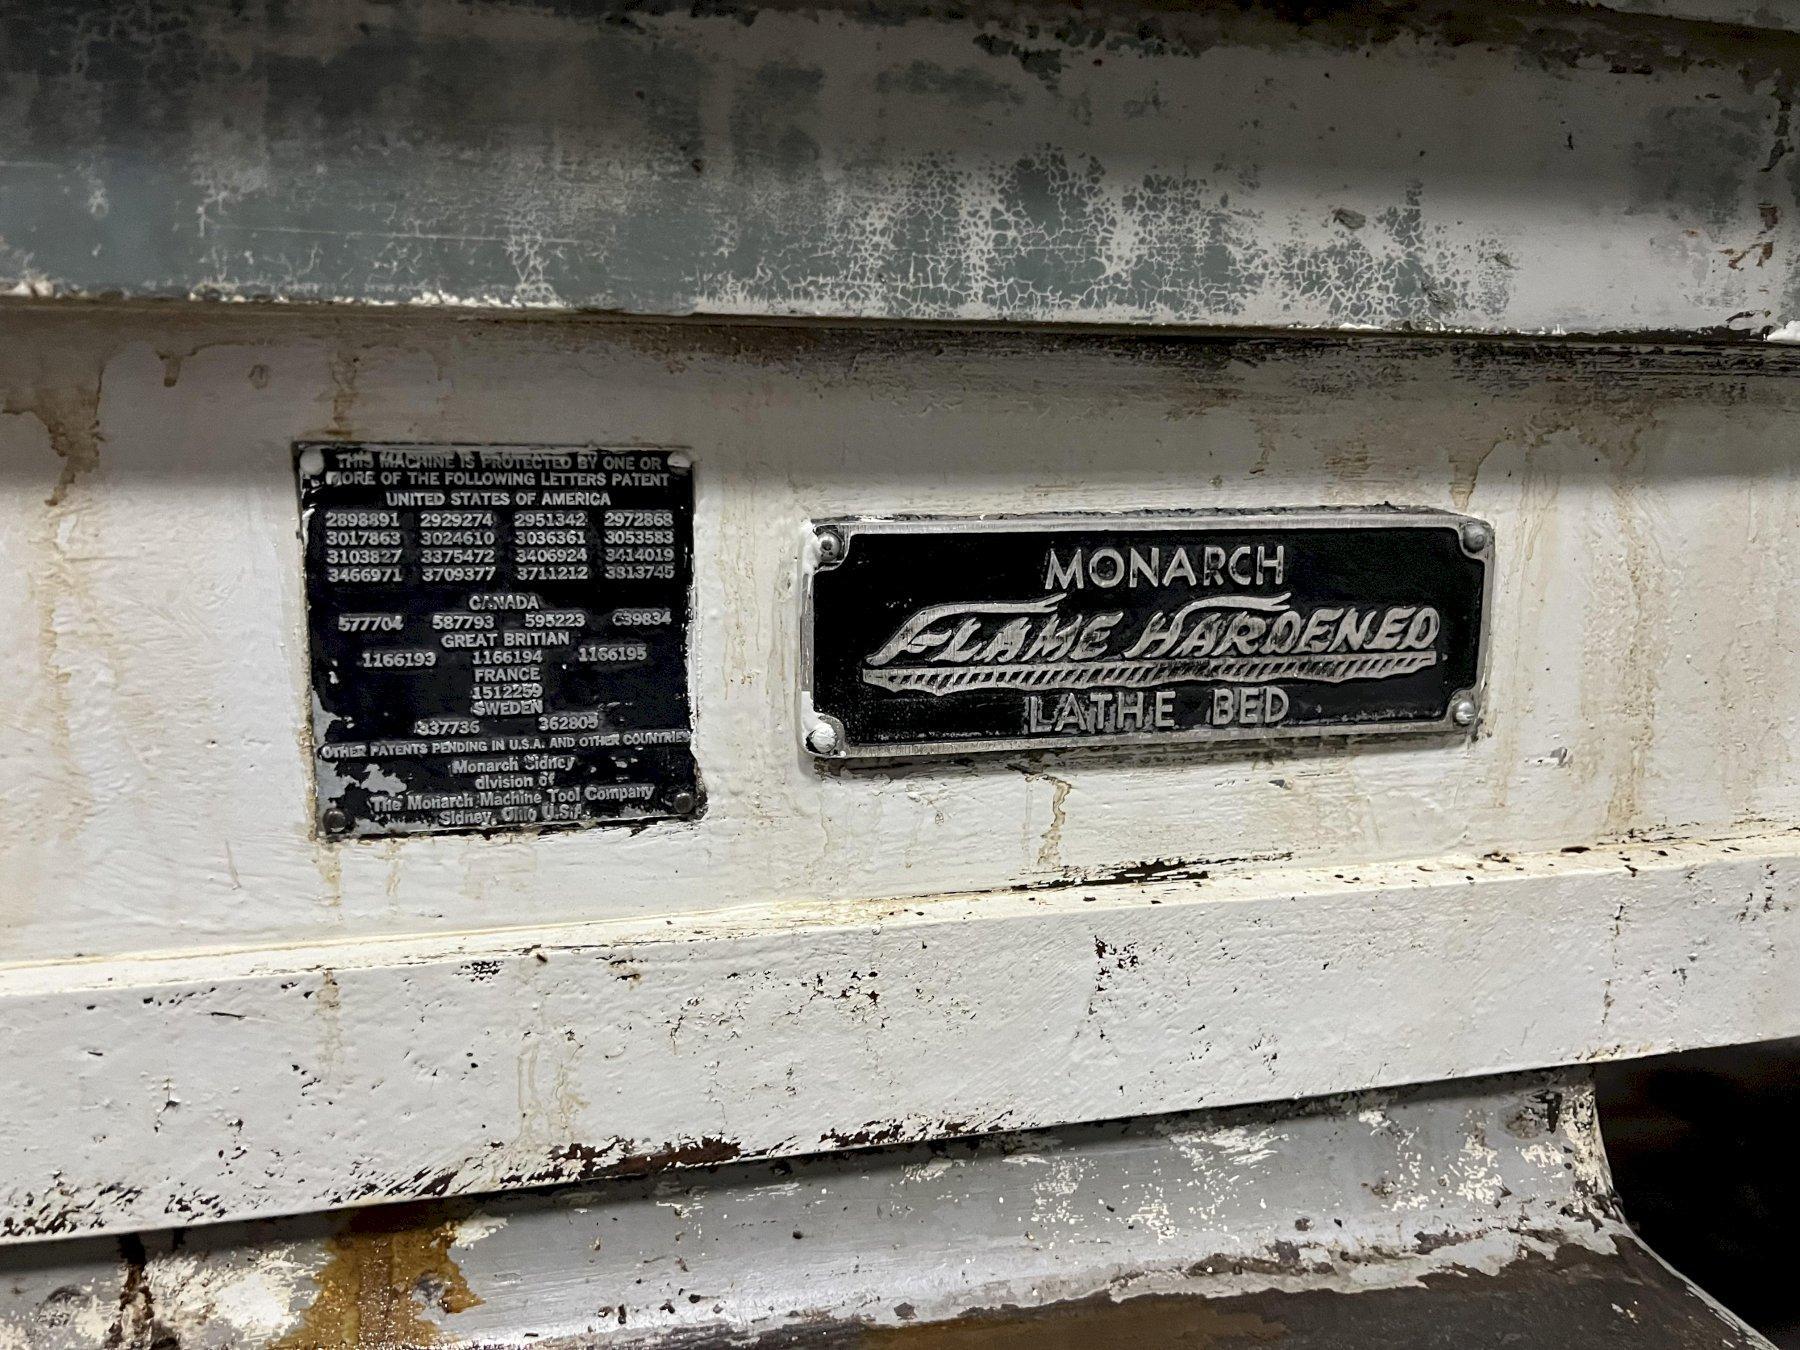 THIS MACHINE IS PROTECTED BY ONE OR
MORE OF THE FOLLOWING LETTERS PATENT
UNITED STATES OF AMERICA
2898891 2929274 2951342 2972868
3017863 3024610 3036361 3053583
3103827 3375472 3406924 3414019
3466971 3709377 3711212 3813745
CANADA
577704 587793 595223 C39834
GREAT BRITIAN
1166193 1166194 1166195
FRANCE
1512259
SWEDEN
337736 362805
OTHER PATENTS PENDING IN U.S.A. AND OTHER COUNTRIES
Monarch Sidney
division of
The Monarch Machine Tool Company
Sidney, Ohio U.S.A.
MONARCH
FLAME HARDENED
LATHE BED